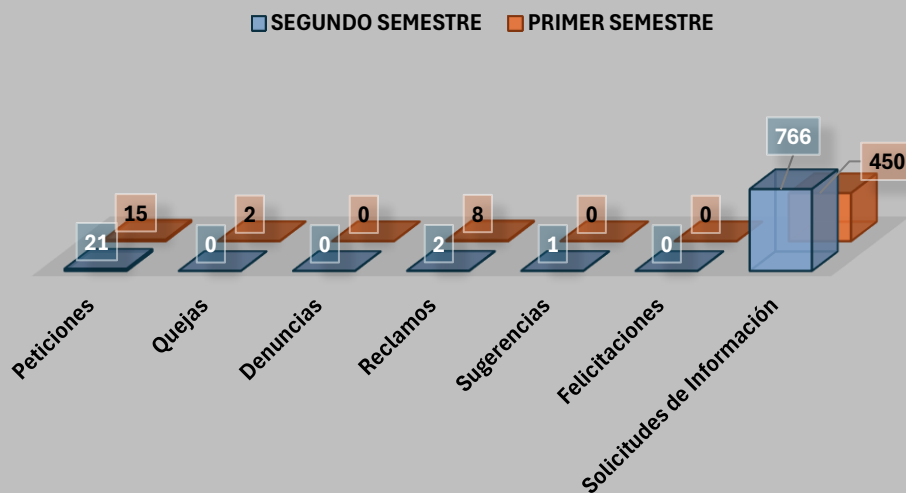 SEGUNDO SEMESTRE PRIMER SEMESTRE
766
450
15 2 0 8 0 0
21 0 0 2 1 0
Peticiones
Quejas
Denuncias
Reclamos
Sugerencias
Felicitaciones
Solicitudes de Información